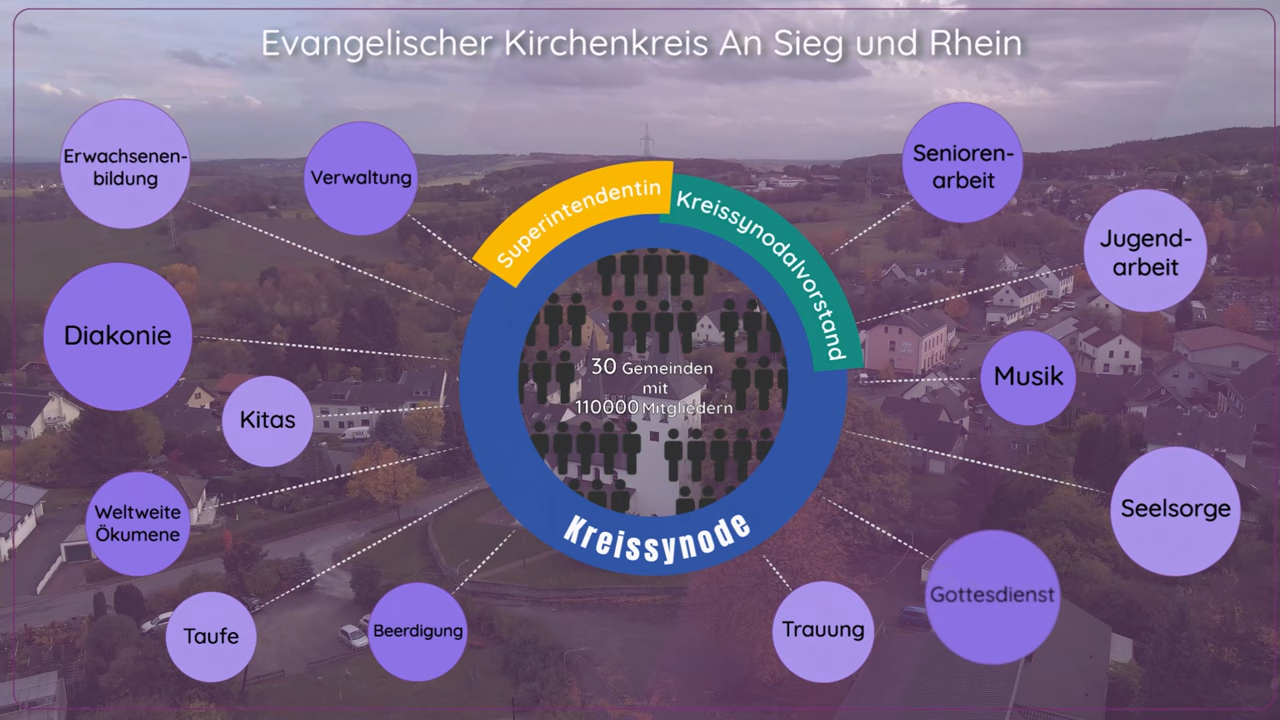 Evangelischer Kirchenkreis An Sieg und Rhein
Erwachsenen-
bildung
Verwaltung
Senioren-
arbeit
Superintendentin
Kreissynodalvorstand
Jugend-
arbeit
Diakonie
30 Gemeinden
mit
110000 Mitgliedern
Musik
Kitas
Weltweite
Ökumene
Seelsorge
Kreissynode
Gottesdienst
Taufe
Beerdigung
Trauung